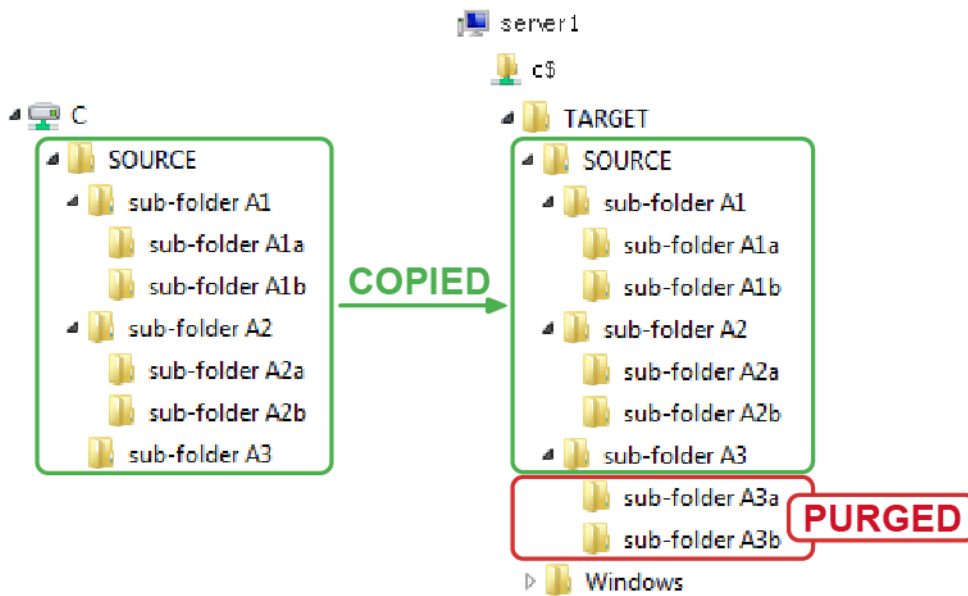 server1
c$
C
SOURCE
sub-folder A1
sub-folder A1a
sub-folder A1b
sub-folder A2
sub-folder A2a
sub-folder A2b
sub-folder A3
COPIED
TARGET
SOURCE
sub-folder A1
sub-folder A1a
sub-folder A1b
sub-folder A2
sub-folder A2a
sub-folder A2b
sub-folder A3
sub-folder A3a
sub-folder A3b
PURGED
Windows